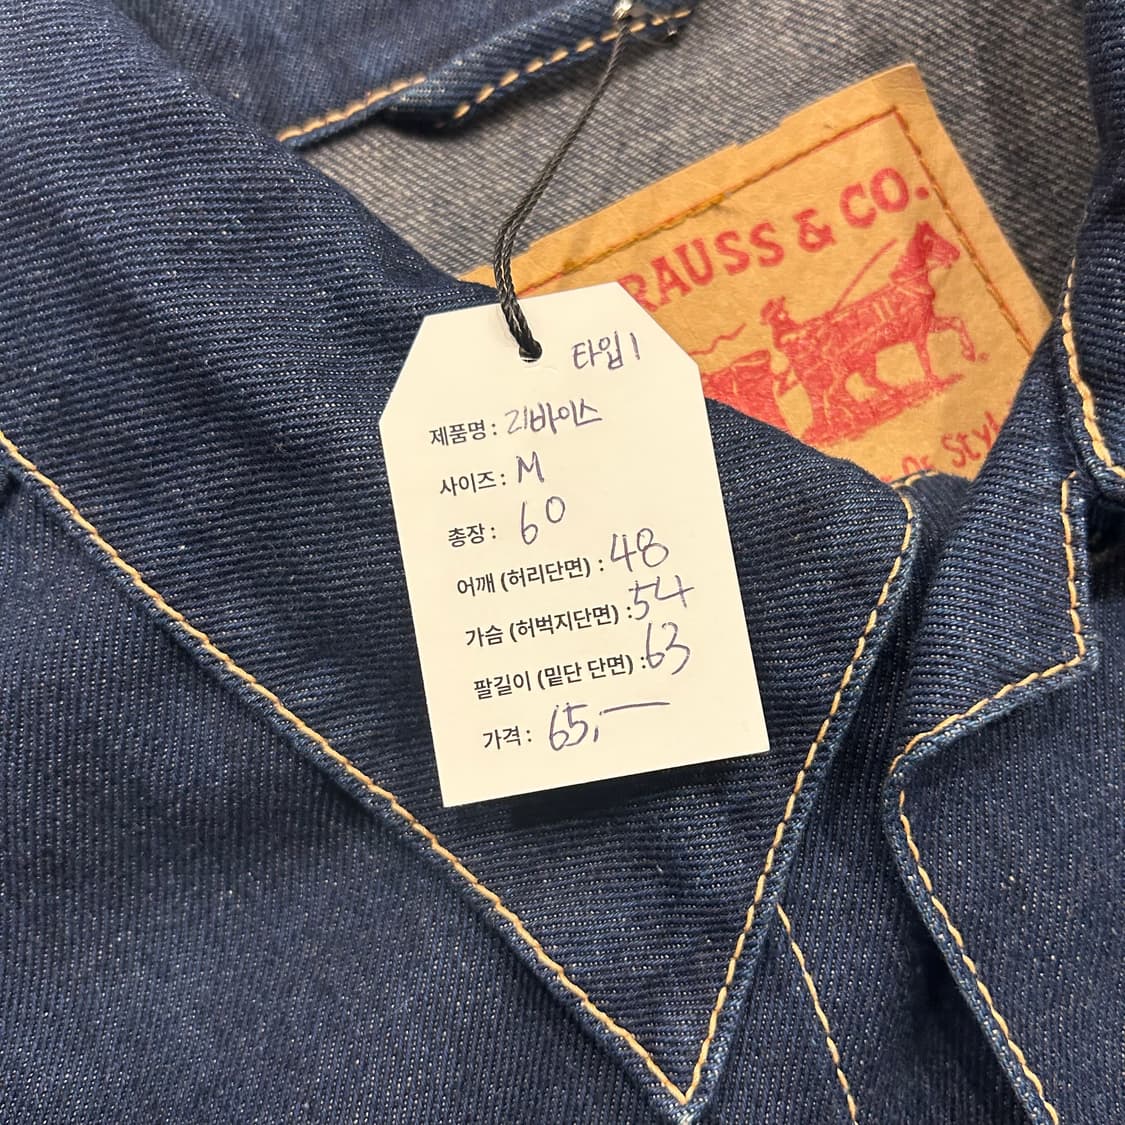 RAUSS & CO.
타입 1
제품명 : 리바이스
사이즈 : M
총장 : 60
어깨 (허리단면) : 48
가슴 (허벅지단면) : 54
팔길이 (밑단 단면) : 63
가격 : 65,—